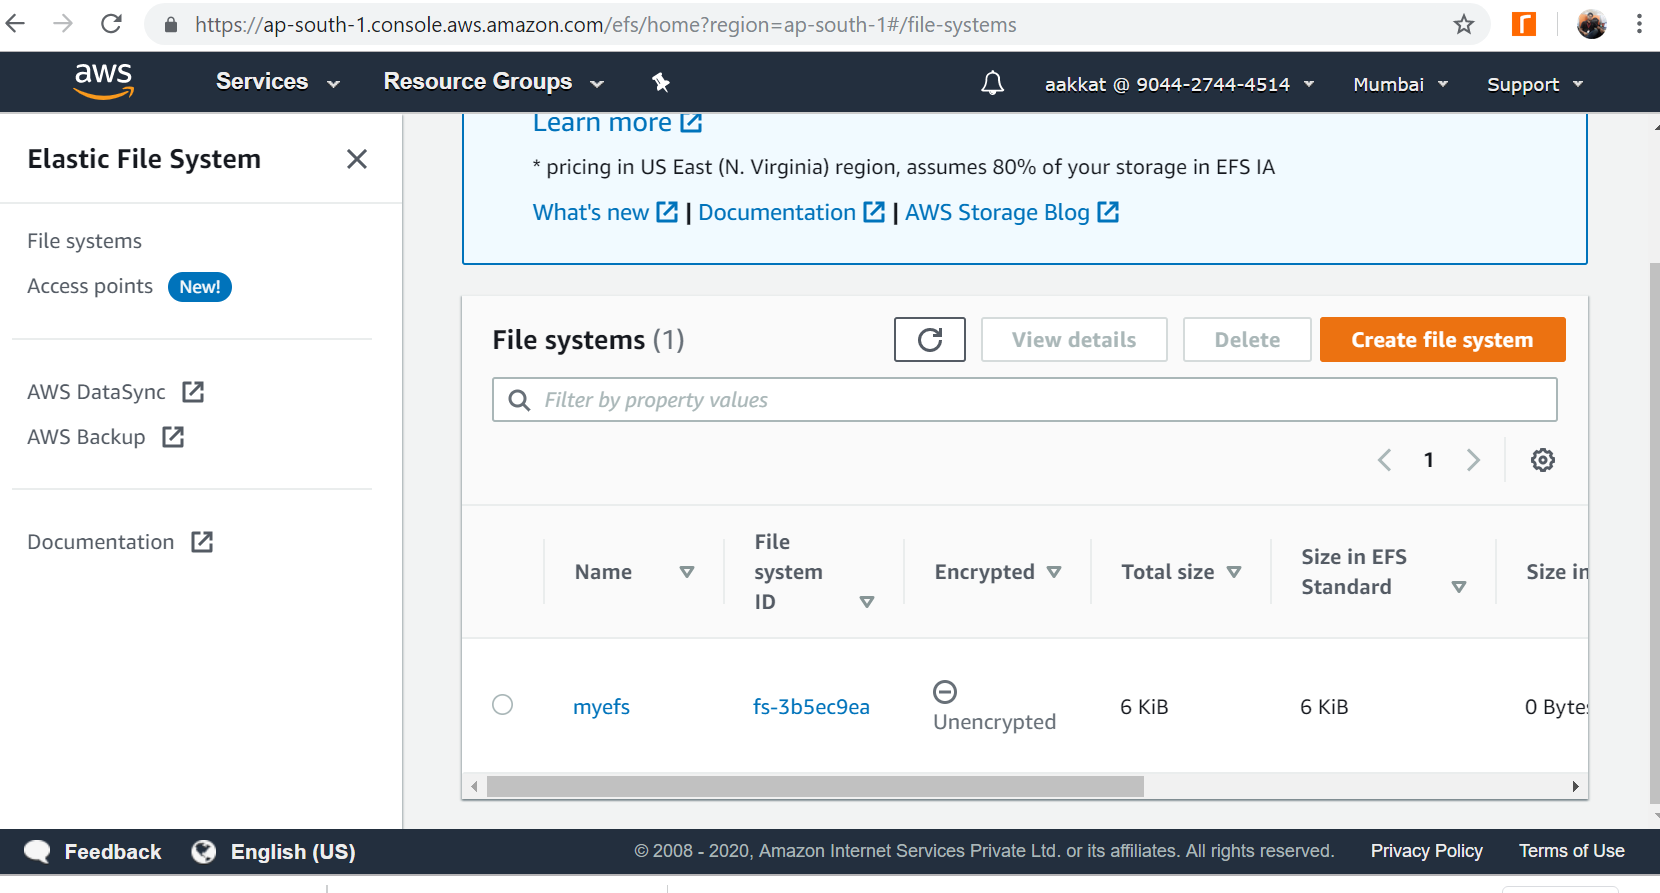 https://ap-south-1.console.aws.amazon.com/efs/home?region=ap-south-1#/file-systems
aws Services Resource Groups aakkat @ 9044-2744-4514 Mumbai Support
Elastic File System
File systems
Access points New!
AWS DataSync
AWS Backup
Documentation
Learn more
* pricing in US East (N. Virginia) region, assumes 80% of your storage in EFS IA
What's new | Documentation | AWS Storage Blog
File systems (1) View details Delete Create file system
Filter by property values
1
Name File system ID Encrypted Total size Size in EFS Standard Size in
myefs fs-3b5ec9ea Unencrypted 6 KiB 6 KiB 0 Bytes
Feedback English (US) © 2008 - 2020, Amazon Internet Services Private Ltd. or its affiliates. All rights reserved. Privacy Policy Terms of Use